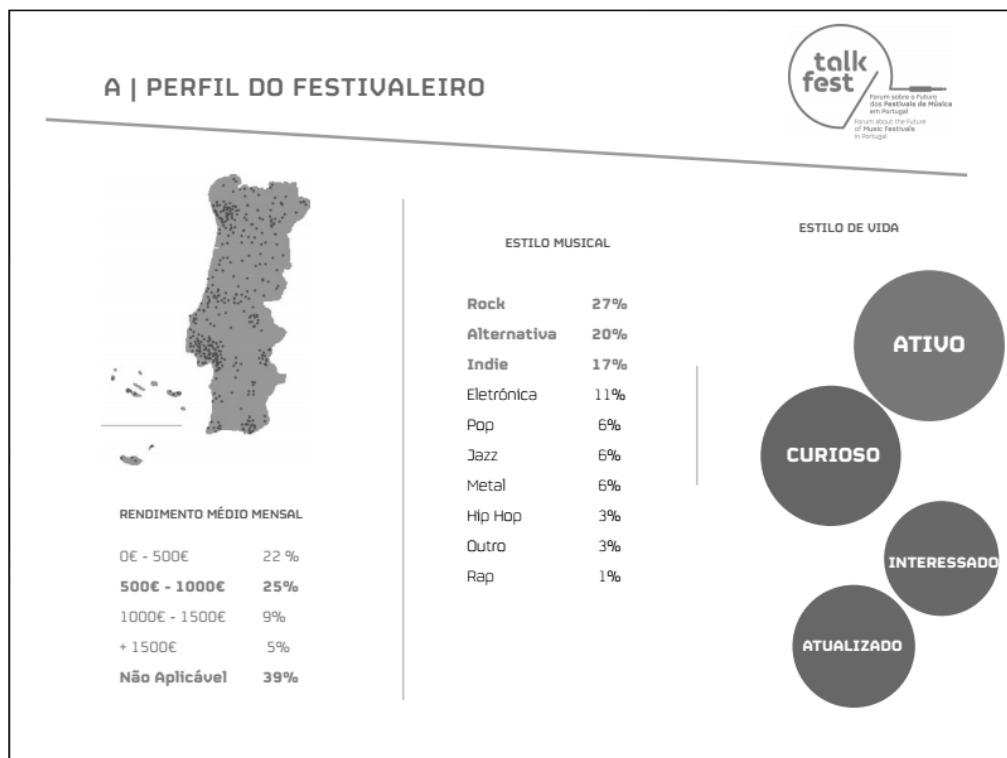 A | PERFIL DO FESTIVALEIRO
talk
fest
Forum sobre o Futuro
dos Festivais de Música
em Portugal
Forum about the Future
of Music Festivals
in Portugal
RENDIMENTO MÉDIO MENSAL
0€ - 500€ 22 %
500€ - 1000€ 25%
1000€ - 1500€ 9%
+ 1500€ 5%
Não Aplicável 39%
ESTILO MUSICAL
Rock 27%
Alternativa 20%
Indie 17%
Eletrónica 11%
Pop 6%
Jazz 6%
Metal 6%
Hip Hop 3%
Outro 3%
Rap 1%
ESTILO DE VIDA
ATIVO
CURIOSO
INTERESSADO
ATUALIZADO